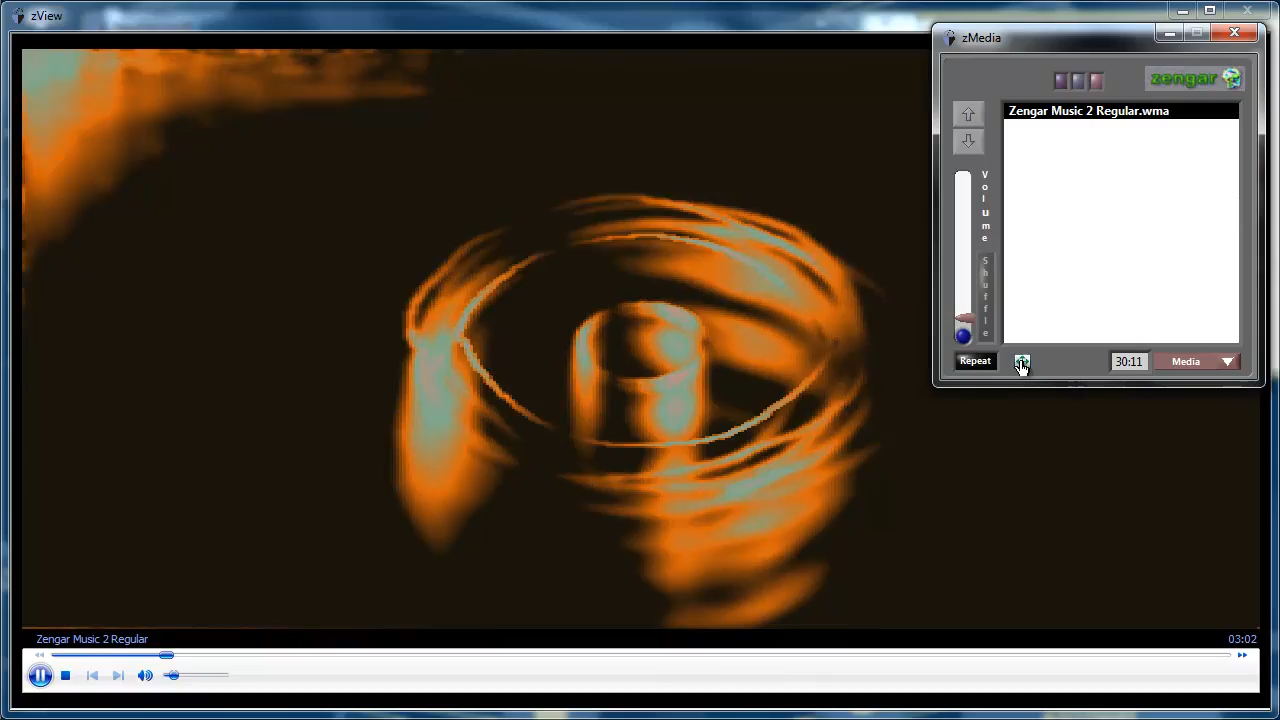 zView
zMedia
zengar
Zengar Music 2 Regular.wma
Volume
Shuffle
Repeat
30:11
Media
Zengar Music 2 Regular
03:02